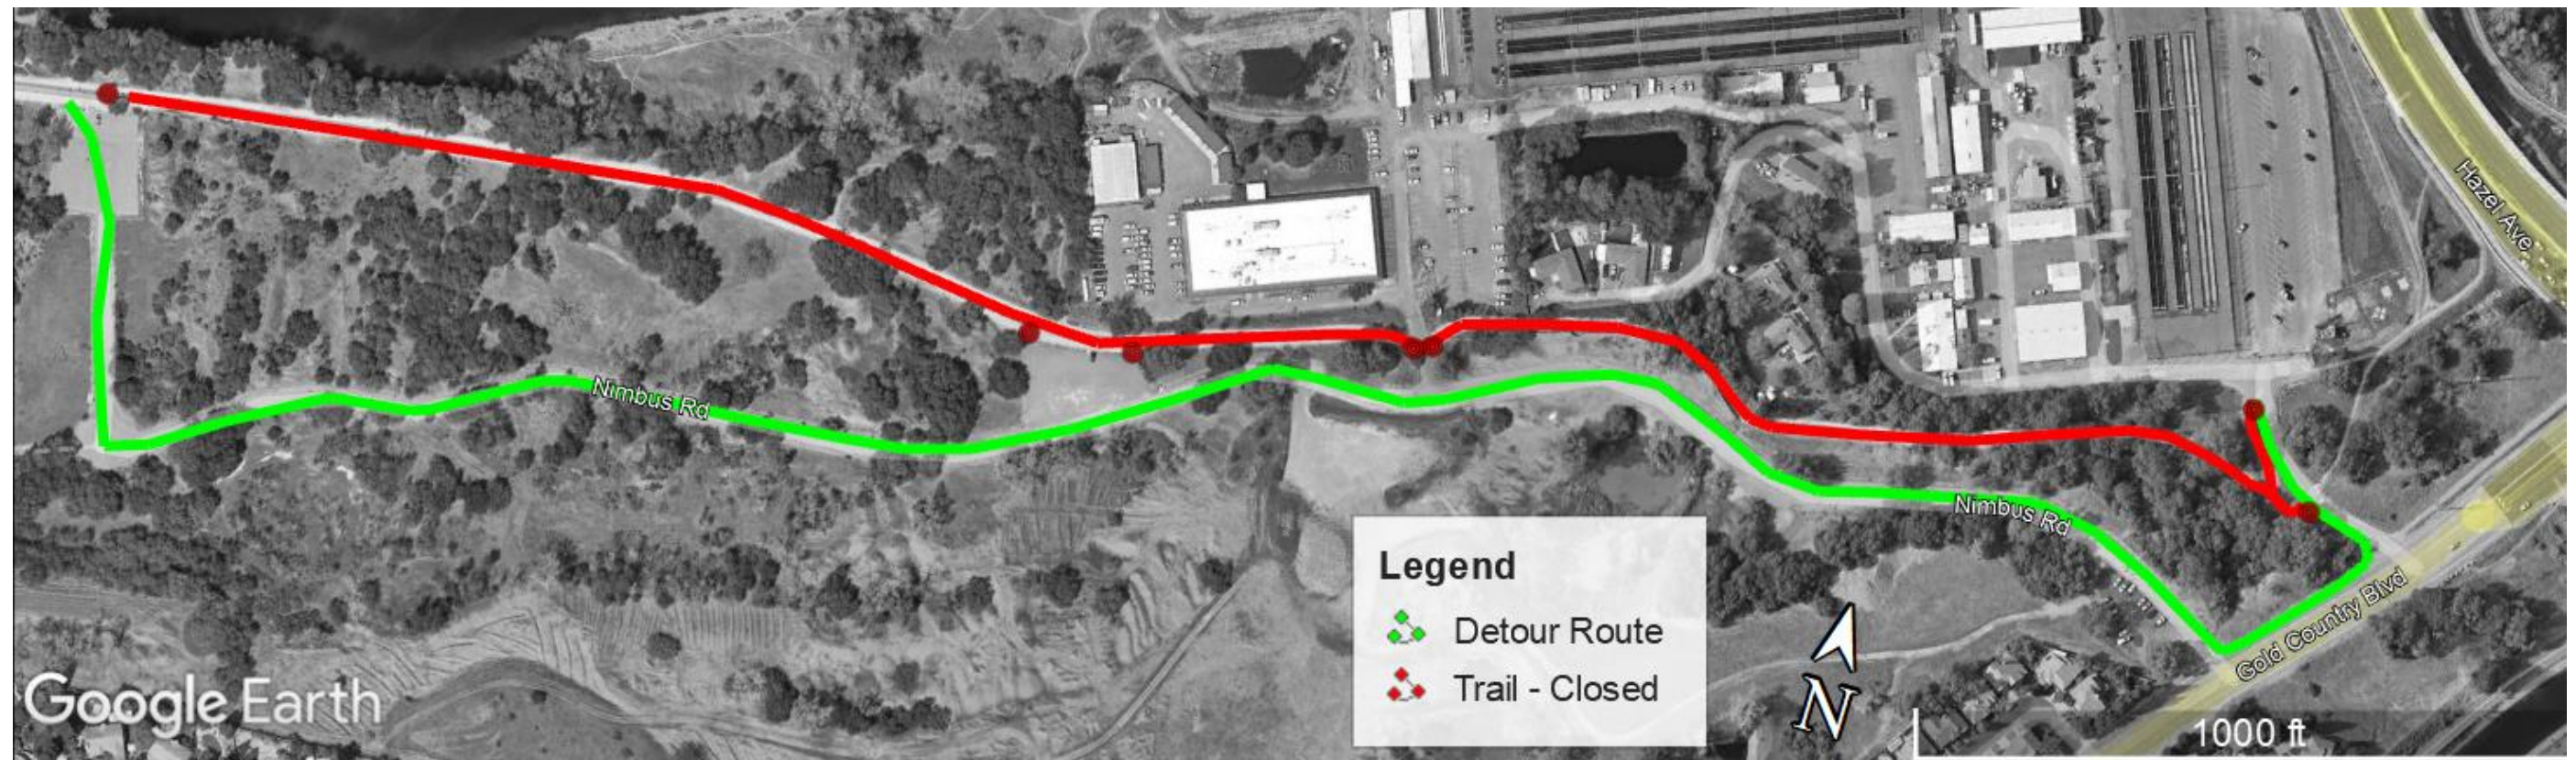 Hazel Ave
Nimbus Rd
Nimbus Rd
Legend
Detour Route
Trail - Closed
Gold Country Blvd
N
Google Earth
1000 ft